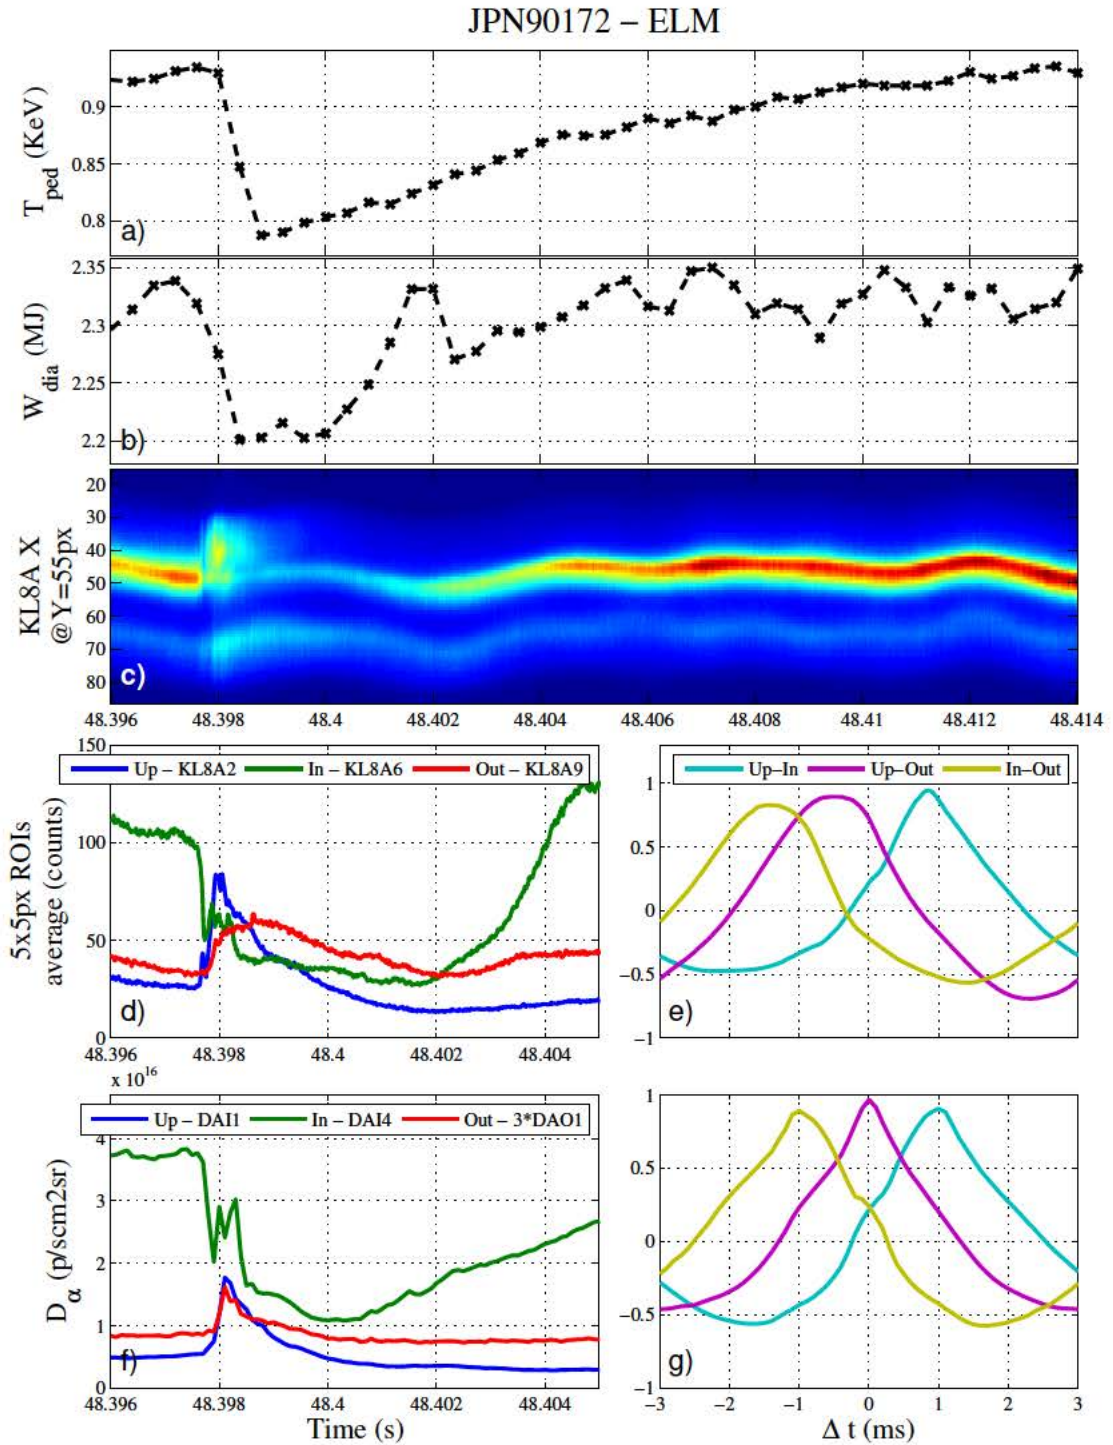 JPN90172 – ELM
T_ped (KeV)
0.9
0.85
0.8
a)
W_dia (MJ)
2.35
2.3
2.25
2.2
b)
KL8A X
@Y=55px
20
30
40
50
60
70
80
c)
48.396 48.398 48.4 48.402 48.404 48.406 48.408 48.41 48.412 48.414
5x5px ROIs
average (counts)
150
100
50
0
Up – KL8A2 In – KL8A6 Out – KL8A9
d)
48.396 48.398 48.4 48.402 48.404
Up–In Up–Out In–Out
1
0.5
0
−0.5
−1
e)
x 10^16
D_α (p/scm2sr)
Up – DAI1 In – DAI4 Out – 3*DAO1
4
3
2
1
0
f)
48.396 48.398 48.4 48.402 48.404
Time (s)
1
0.5
0
−0.5
−1
g)
−3 −2 −1 0 1 2 3
Δ t (ms)